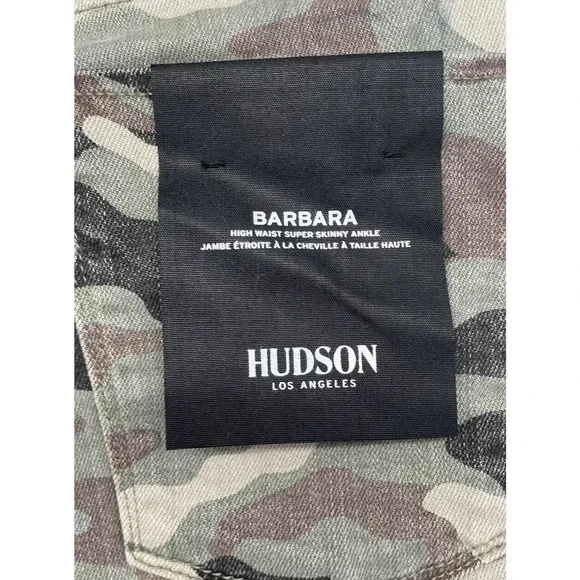 BARBARA
HIGH WAIST SUPER SKINNY ANKLE
JAMBE ÉTROITE À LA CHEVILLE À TAILLE HAUTE
HUDSON
LOS ANGELES